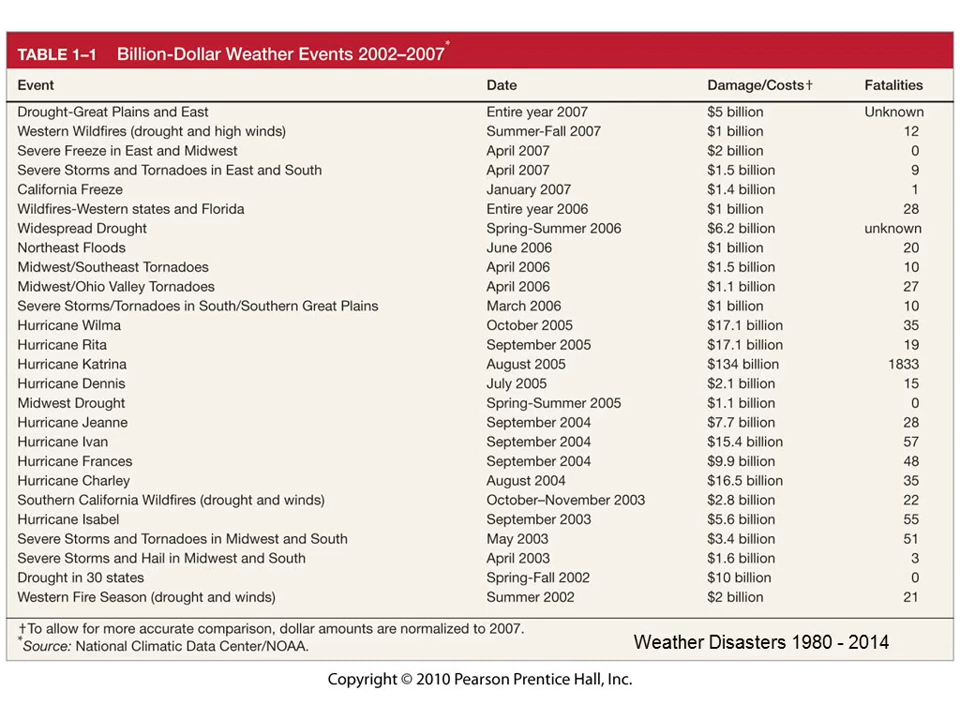 TABLE 1–1 Billion-Dollar Weather Events 2002–2007*
Event Date Damage/Costs† Fatalities
Drought-Great Plains and East Entire year 2007 $5 billion Unknown
Western Wildfires (drought and high winds) Summer-Fall 2007 $1 billion 12
Severe Freeze in East and Midwest April 2007 $2 billion 0
Severe Storms and Tornadoes in East and South April 2007 $1.5 billion 9
California Freeze January 2007 $1.4 billion 1
Wildfires-Western states and Florida Entire year 2006 $1 billion 28
Widespread Drought Spring-Summer 2006 $6.2 billion unknown
Northeast Floods June 2006 $1 billion 20
Midwest/Southeast Tornadoes April 2006 $1.5 billion 10
Midwest/Ohio Valley Tornadoes April 2006 $1.1 billion 27
Severe Storms/Tornadoes in South/Southern Great Plains March 2006 $1 billion 10
Hurricane Wilma October 2005 $17.1 billion 35
Hurricane Rita September 2005 $17.1 billion 19
Hurricane Katrina August 2005 $134 billion 1833
Hurricane Dennis July 2005 $2.1 billion 15
Midwest Drought Spring-Summer 2005 $1.1 billion 0
Hurricane Jeanne September 2004 $7.7 billion 28
Hurricane Ivan September 2004 $15.4 billion 57
Hurricane Frances September 2004 $9.9 billion 48
Hurricane Charley August 2004 $16.5 billion 35
Southern California Wildfires (drought and winds) October–November 2003 $2.8 billion 22
Hurricane Isabel September 2003 $5.6 billion 55
Severe Storms and Tornadoes in Midwest and South May 2003 $3.4 billion 51
Severe Storms and Hail in Midwest and South April 2003 $1.6 billion 3
Drought in 30 states Spring-Fall 2002 $10 billion 0
Western Fire Season (drought and winds) Summer 2002 $2 billion 21
†To allow for more accurate comparison, dollar amounts are normalized to 2007.
*Source: National Climatic Data Center/NOAA. Weather Disasters 1980 - 2014
Copyright © 2010 Pearson Prentice Hall, Inc.